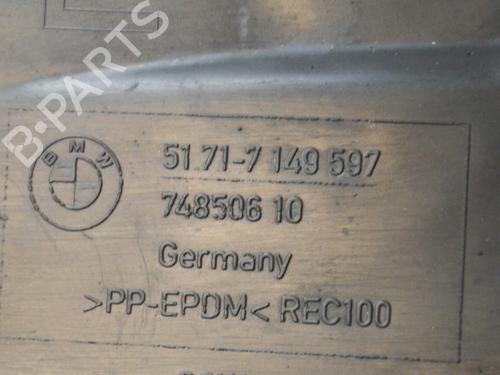 B-PARTS
BMW
51.71-7 149 597
748506 10
Germany
>PP-EPDM< REC100